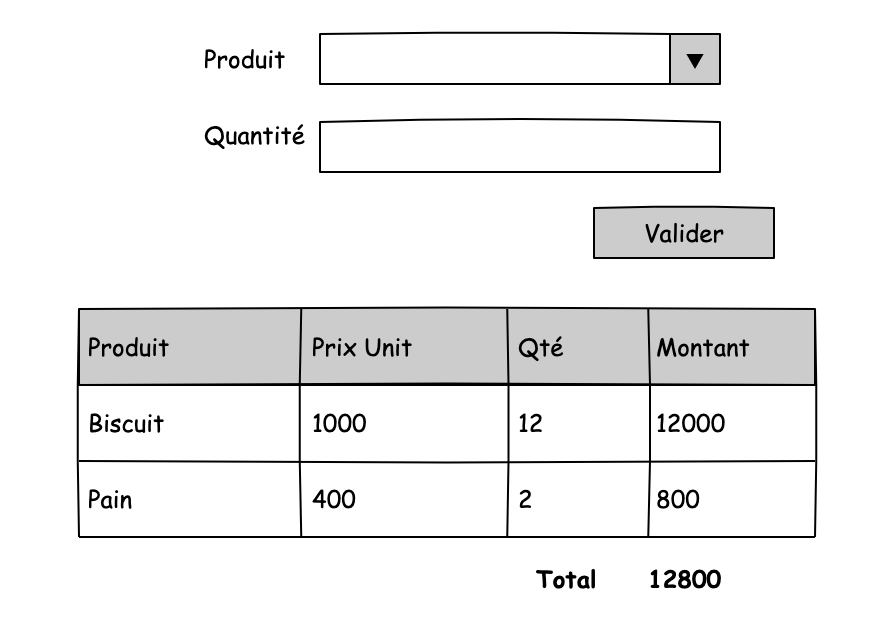 Produit
Quantité
Valider
Produit Prix Unit Qté Montant
Biscuit 1000 12 12000
Pain 400 2 800
Total 12800